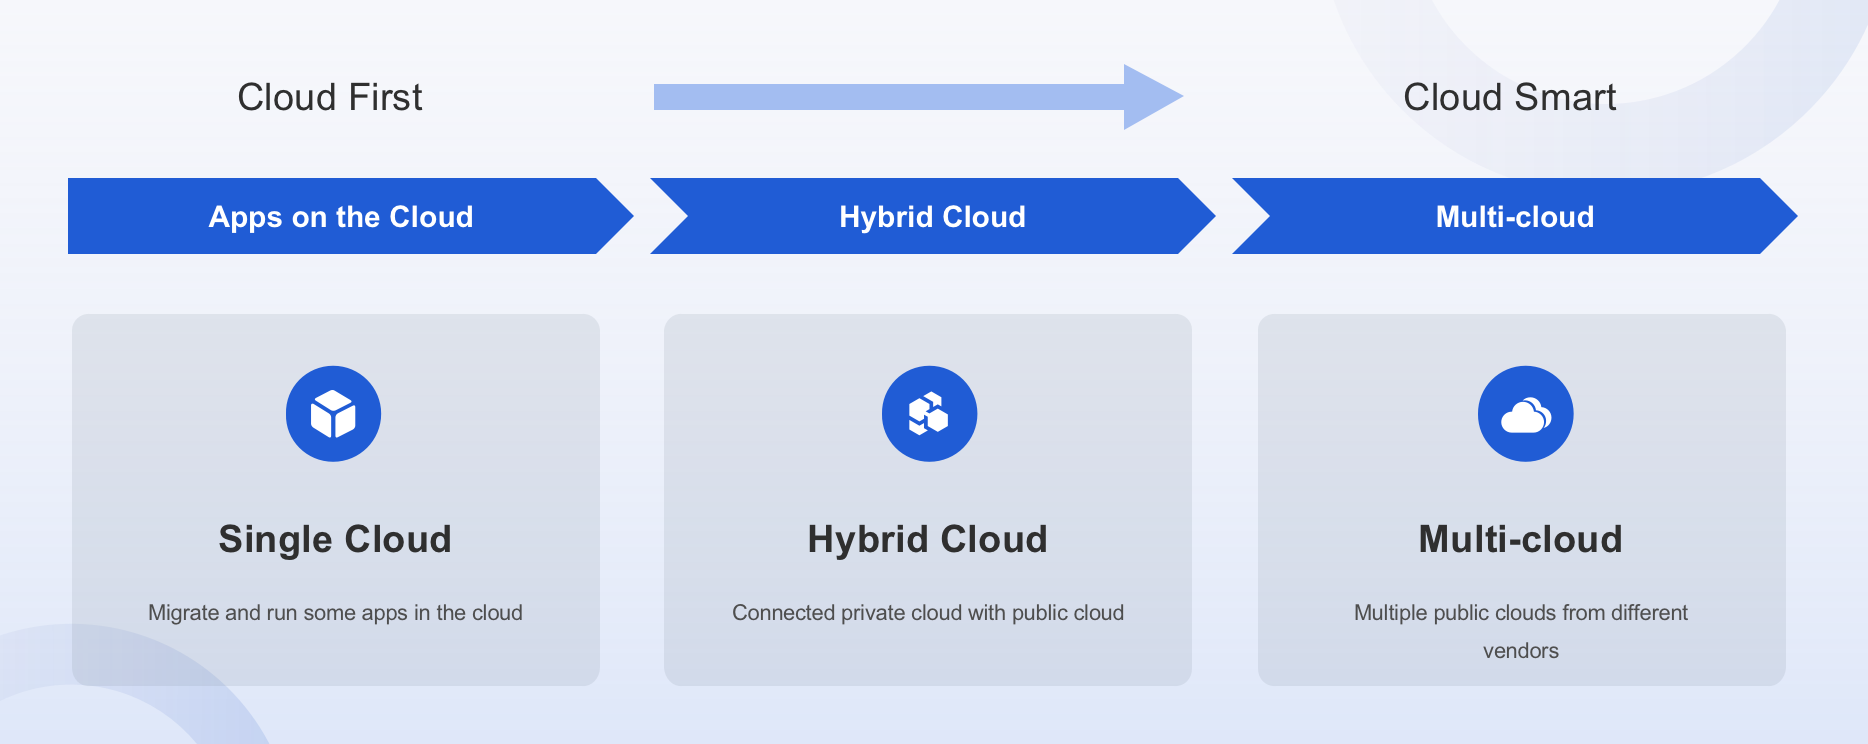 Cloud First
Cloud Smart
Apps on the Cloud
Hybrid Cloud
Multi-cloud
Single Cloud
Migrate and run some apps in the cloud
Hybrid Cloud
Connected private cloud with public cloud
Multi-cloud
Multiple public clouds from different
vendors